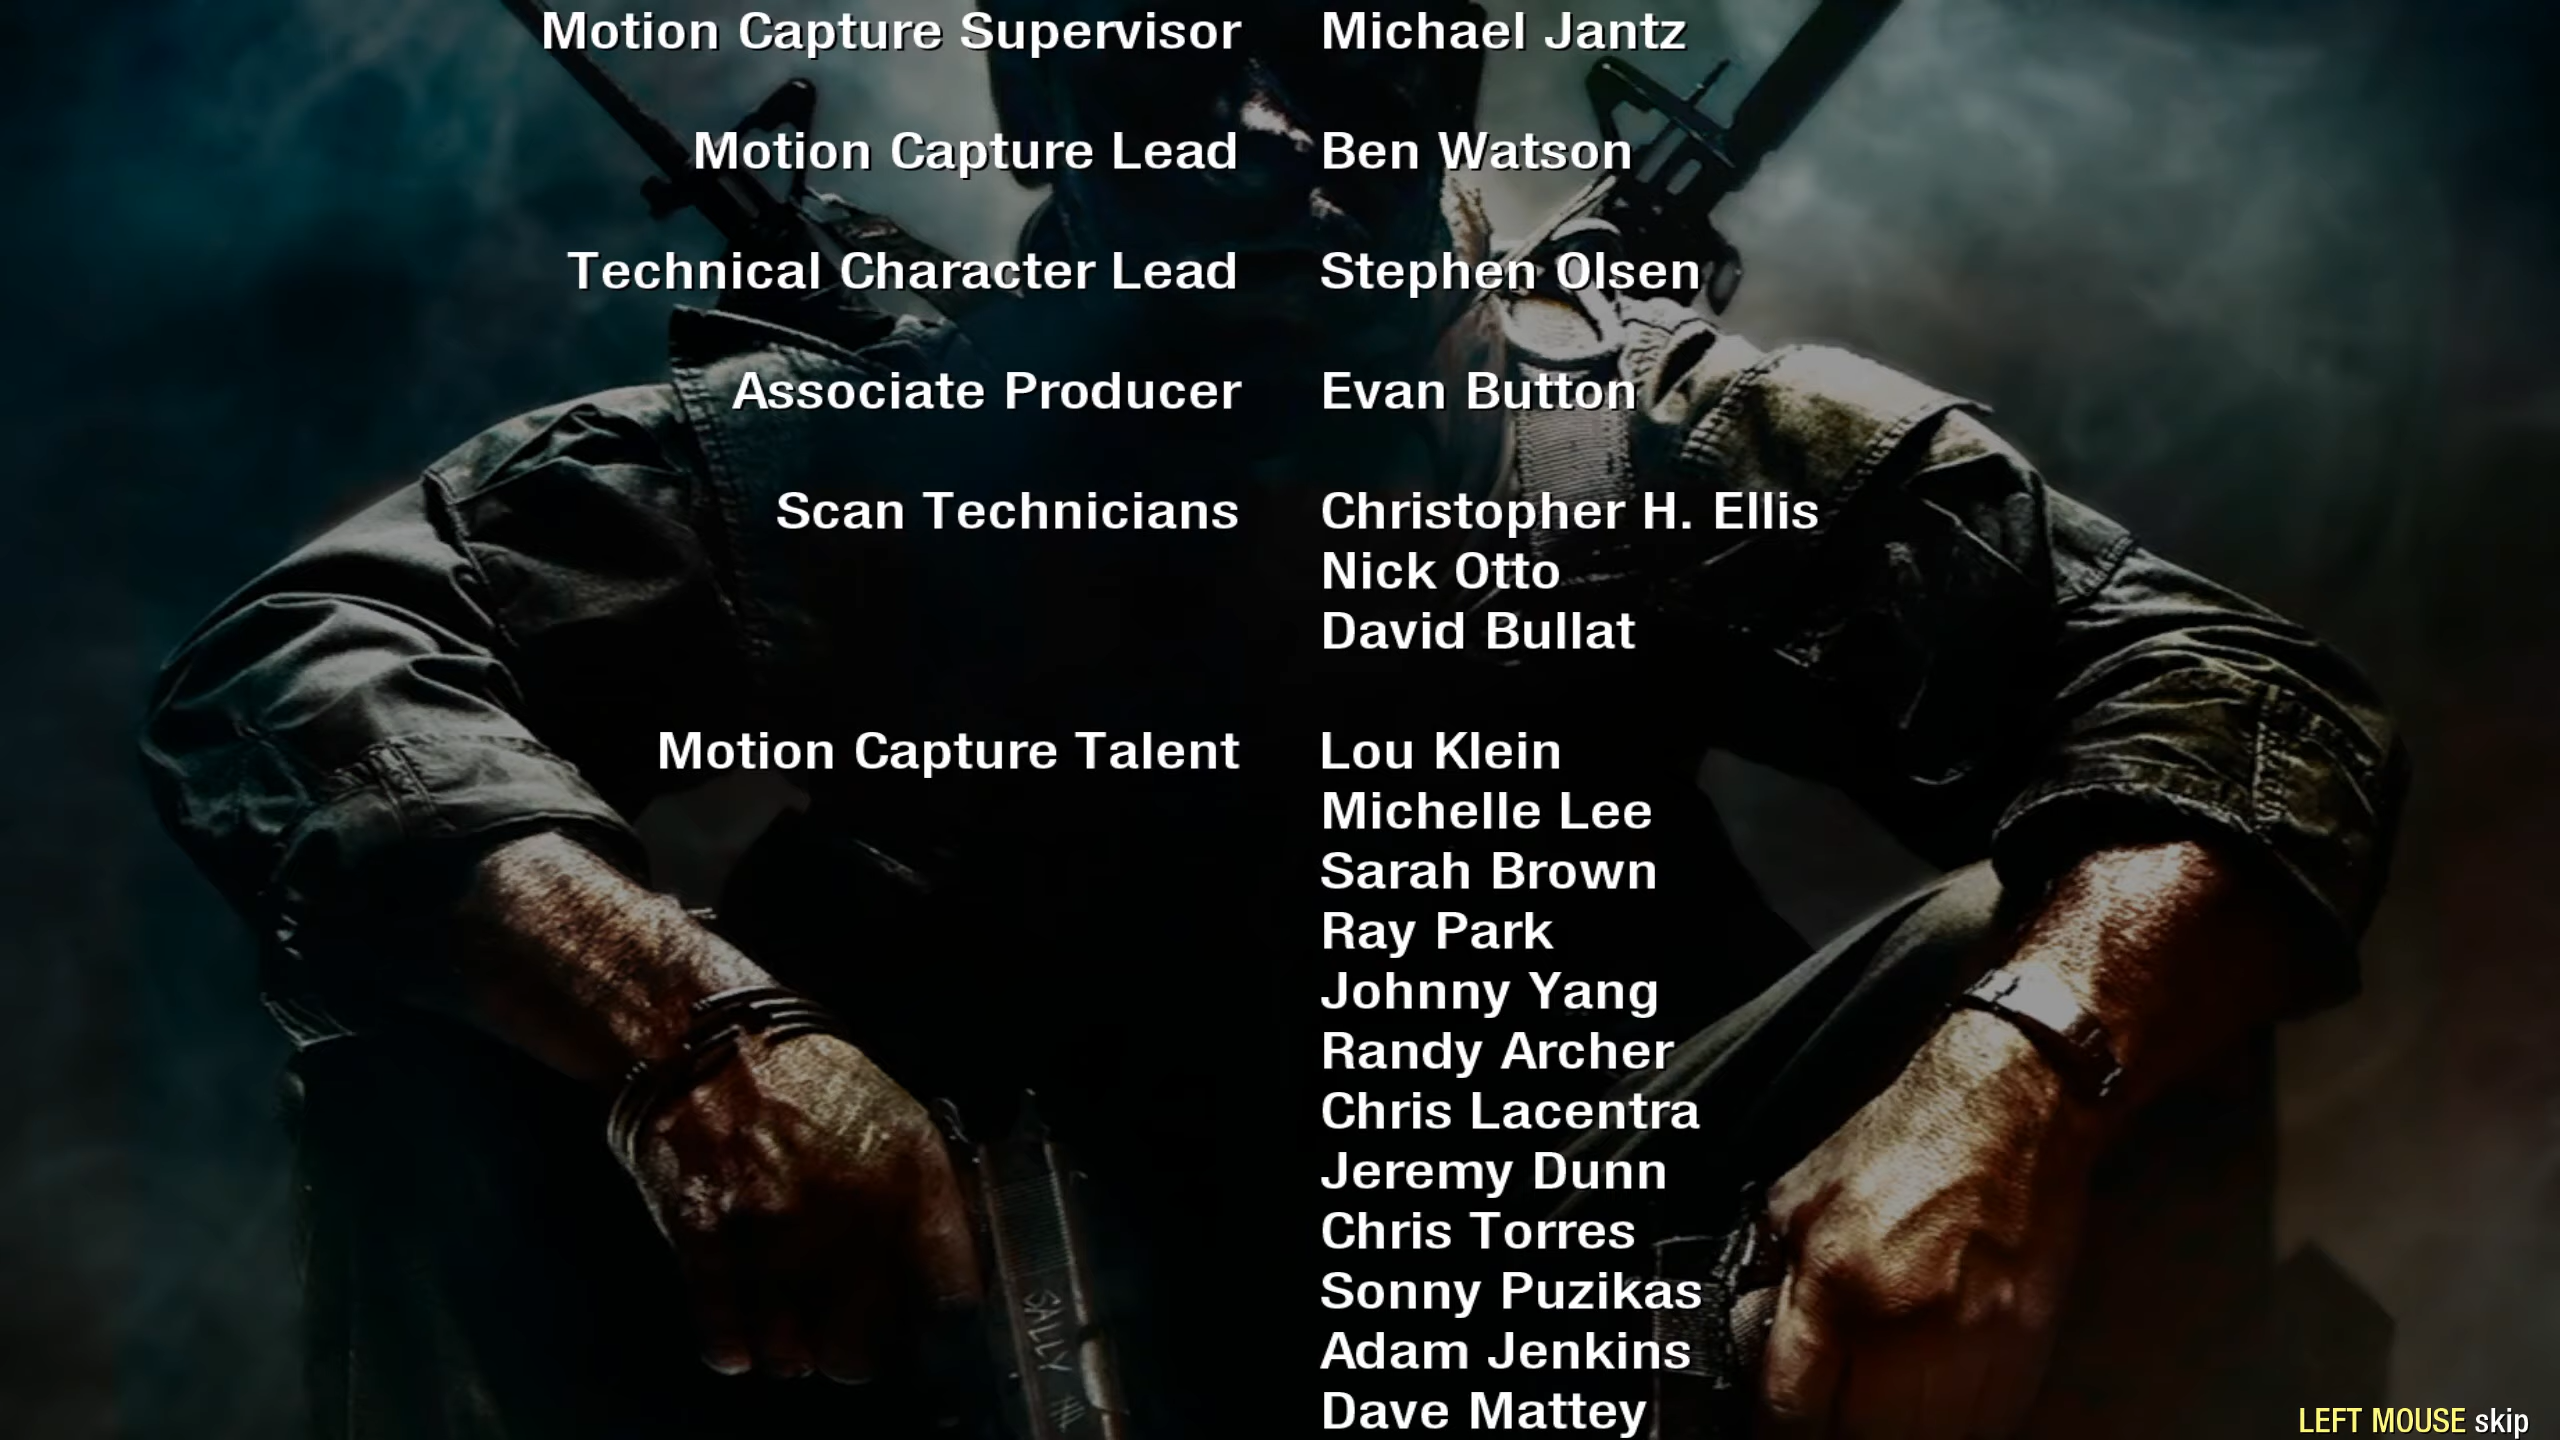 Motion Capture Supervisor Michael Jantz
Motion Capture Lead Ben Watson
Technical Character Lead Stephen Olsen
Associate Producer Evan Button
Scan Technicians Christopher H. Ellis
Nick Otto
David Bullat
Motion Capture Talent Lou Klein
Michelle Lee
Sarah Brown
Ray Park
Johnny Yang
Randy Archer
Chris Lacentra
Jeremy Dunn
Chris Torres
Sonny Puzikas
Adam Jenkins
Dave Mattey
SALLY
LEFT MOUSE skip